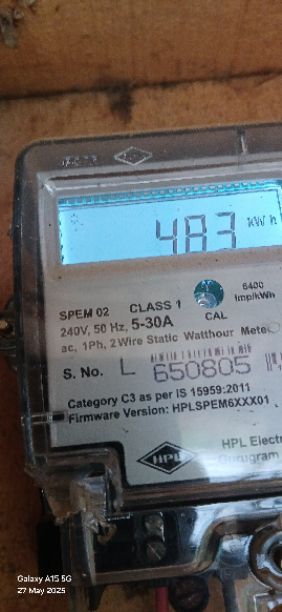 483 kWh
SPEM 02 CLASS 1
6400 Imp/kWh
CAL
240V, 50 Hz, 5-30A
ac, 1Ph, 2Wire Static Watthour Mete
S. No. L 650805
Category C3 as per IS 15959:2011
Firmware Version: HPLSPEM6XXX01
HPL
HPL Electr
Gurugram
Galaxy A15 5G
27 May 2025